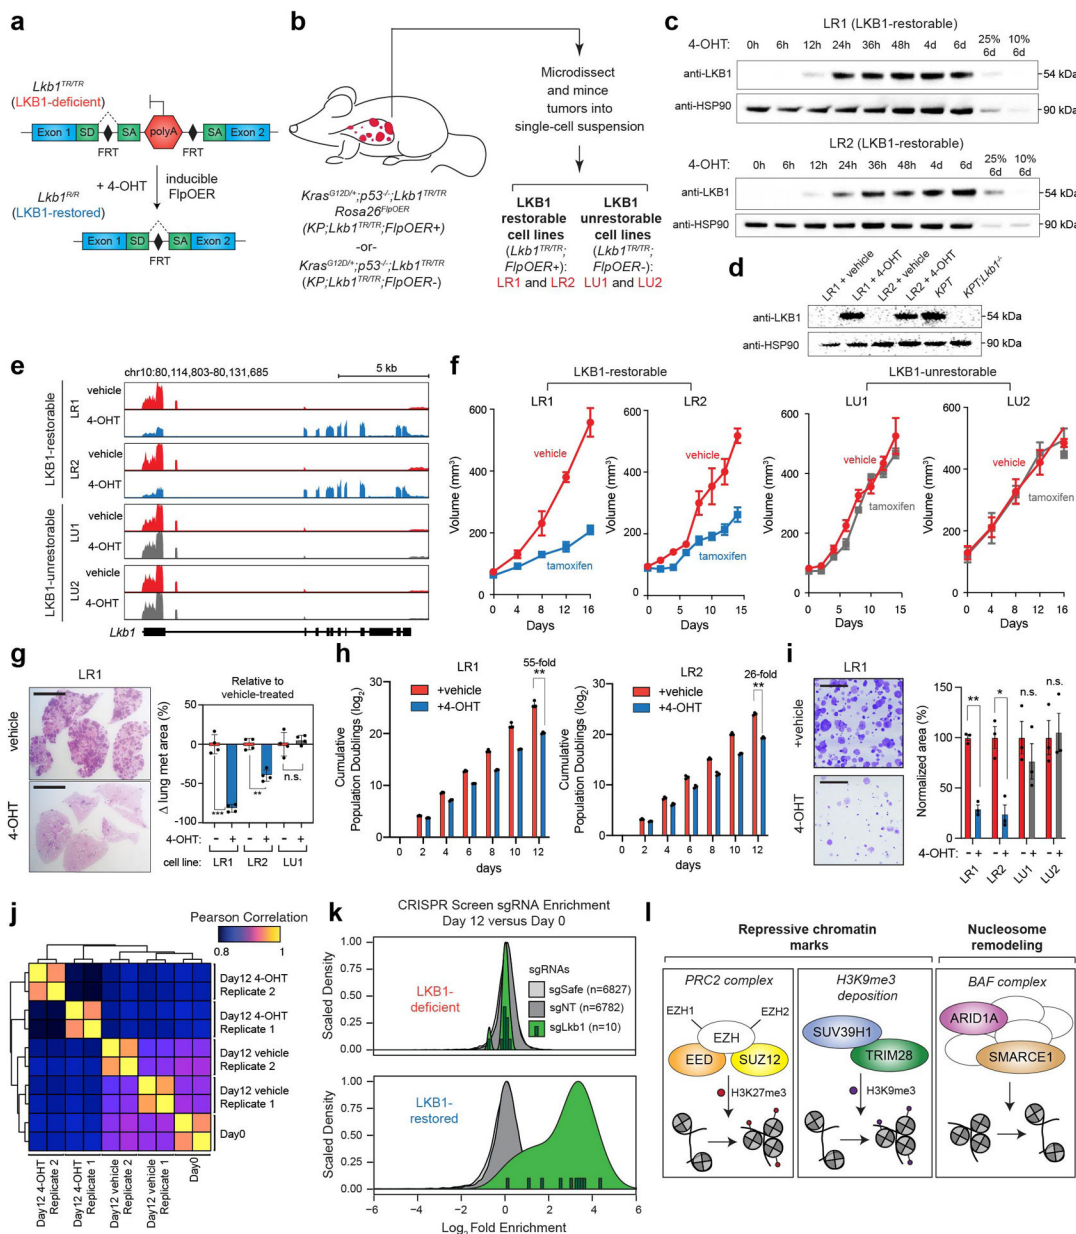 a
Lkb1TR/TR
(LKB1-deficient)
Exon 1 SD SA polyA SA Exon 2
FRT FRT
+ 4-OHT inducible
FlpOER
Lkb1R/R
(LKB1-restored)
Exon 1 SD SA Exon 2
FRT
b
Microdissect
and mince
tumors into
single-cell suspension
KrasG12D/+;p53-/-;Lkb1TR/TR
Rosa26FlpOER
(KP;Lkb1TR/TR;FlpOER+)
-or-
KrasG12D/+;p53-/-;Lkb1TR/TR
(KP;Lkb1TR/TR;FlpOER-)
LKB1
restorable
cell lines
(Lkb1TR/TR;
FlpOER+):
LR1 and LR2
LKB1
unrestorable
cell lines
(Lkb1TR/TR;
FlpOER-):
LU1 and LU2
c
LR1 (LKB1-restorable)
4-OHT: 0h 6h 12h 24h 36h 48h 4d 6d 25% 6d 10% 6d
anti-LKB1 54 kDa
anti-HSP90 90 kDa
LR2 (LKB1-restorable)
4-OHT: 0h 6h 12h 24h 36h 48h 4d 6d 25% 6d 10% 6d
anti-LKB1 54 kDa
anti-HSP90 90 kDa
d
LR1 + vehicle
LR1 + 4-OHT
LR2 + vehicle
LR2 + 4-OHT
KPT
KPT;Lkb1-/-
anti-LKB1 54 kDa
anti-HSP90 90 kDa
e
chr10:80,114,803-80,131,685 5 kb
LKB1-restorable
LR1
vehicle
4-OHT
LR2
vehicle
4-OHT
LKB1-unrestorable
LU1
vehicle
4-OHT
LU2
vehicle
4-OHT
Lkb1
f
LKB1-restorable
LR1
Volume (mm3)
600
400
200
0
vehicle
tamoxifen
0 4 8 12 16
Days
LR2
Volume (mm3)
600
400
200
0
vehicle
tamoxifen
0 5 10 15
Days
LKB1-unrestorable
LU1
Volume (mm3)
600
400
200
0
vehicle
tamoxifen
0 5 10 15
Days
LU2
Volume (mm3)
600
400
200
0
vehicle
tamoxifen
0 4 8 12 16
Days
g
LR1
vehicle
4-OHT
Relative to
vehicle-treated
Δ lung met area (%)
50
0
-50
-100
*** ** n.s.
4-OHT: - + - + - +
cell line: LR1 LR2 LU1
h
LR1
55-fold
**
+vehicle
+4-OHT
Cumulative
Population Doublings (log2)
30
20
10
0
0 2 4 6 8 10 12
days
LR2
26-fold
**
+vehicle
+4-OHT
Cumulative
Population Doublings (log2)
30
20
10
0
0 2 4 6 8 10 12
days
i
LR1
+vehicle
4-OHT
n.s.
** * n.s.
Normalized area (%)
150
100
50
0
4-OHT: - + - + - + - +
LR1 LR2 LU1 LU2
j
Pearson Correlation
0.8 1
Day12 4-OHT
Replicate 2
Day12 4-OHT
Replicate 1
Day12 vehicle
Replicate 2
Day12 vehicle
Replicate 1
Day0
Day12 4-OHT
Replicate 2
Day12 4-OHT
Replicate 1
Day12 vehicle
Replicate 2
Day12 vehicle
Replicate 1
Day0
k
CRISPR Screen sgRNA Enrichment
Day 12 versus Day 0
Scaled Density
1.00
0.75
0.50
0.25
0.00
LKB1-
deficient
sgRNAs
sgSafe (n=6827)
sgNT (n=6782)
sgLkb1 (n=10)
Scaled Density
1.00
0.75
0.50
0.25
0.00
LKB1-
restored
−6 −4 −2 0 2 4 6
Log2 Fold Enrichment
l
Repressive chromatin
marks
PRC2 complex
EZH1 EZH2
EZH
EED SUZ12
H3K27me3
H3K9me3
deposition
SUV39H1
TRIM28
H3K9me3
Nucleosome
remodeling
BAF complex
ARID1A
SMARCE1